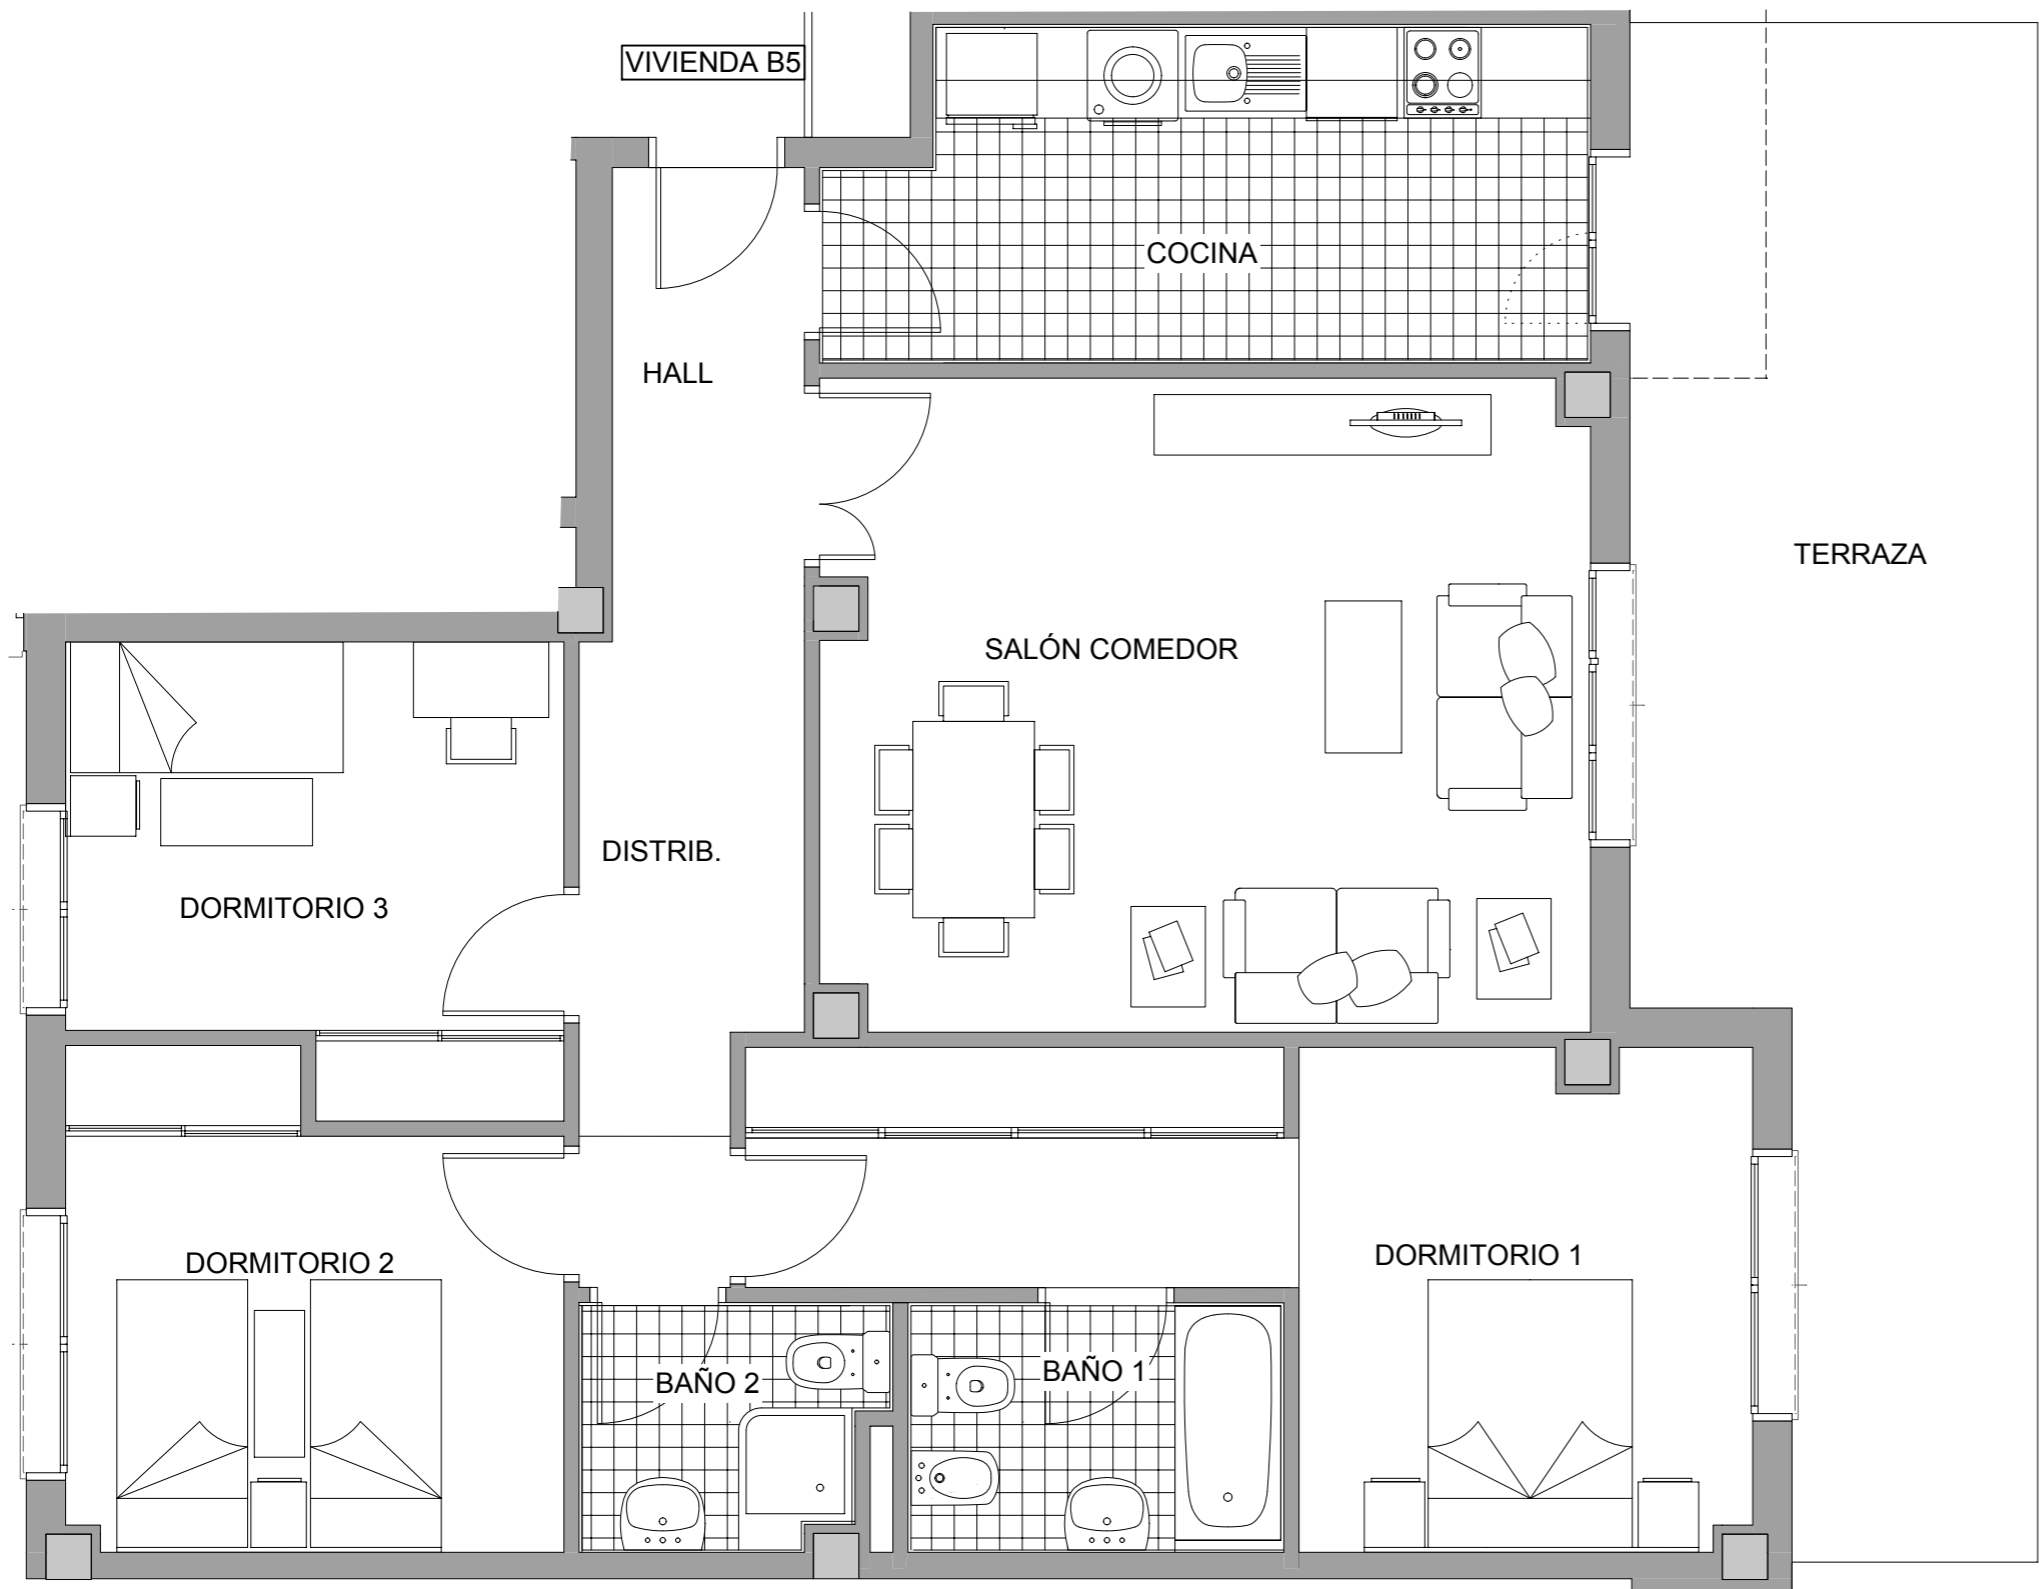 VIVIENDA B5
COCINA
HALL
TERRAZA
SALÓN COMEDOR
DISTRIB.
DORMITORIO 3
DORMITORIO 2
DORMITORIO 1
BAÑO 2
BAÑO 1